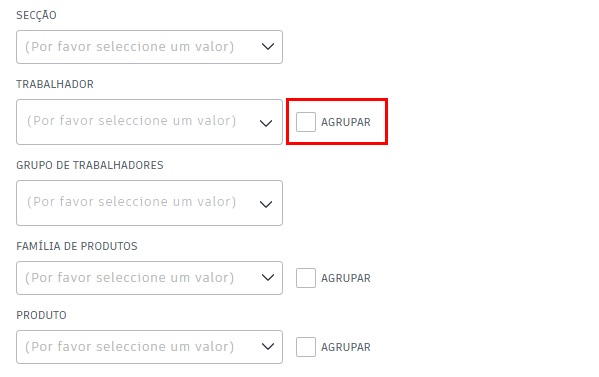 SECÇÃO
(Por favor seleccione um valor)
TRABALHADOR
(Por favor seleccione um valor)
AGRUPAR
GRUPO DE TRABALHADORES
(Por favor seleccione um valor)
FAMÍLIA DE PRODUTOS
(Por favor seleccione um valor)
AGRUPAR
PRODUTO
(Por favor seleccione um valor)
AGRUPAR